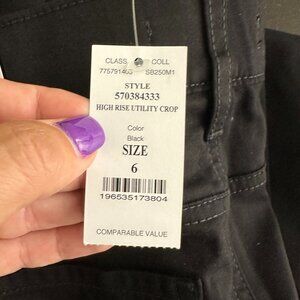 CLASS COLL
775791403 SB250M1
STYLE
570384333
HIGH RISE UTILITY CROP
Color
Black
SIZE
6
196535173804
COMPARABLE VALUE